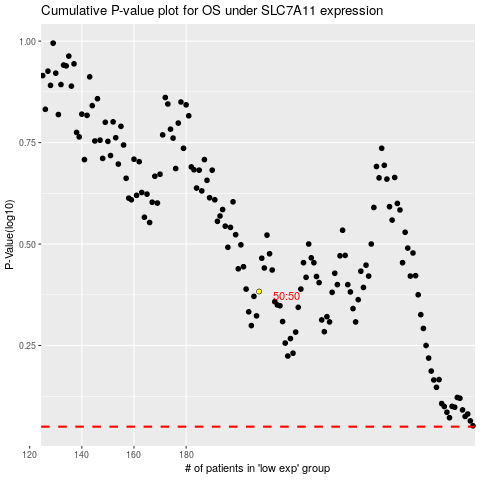 Cumulative P-value plot for OS under SLC7A11 expression
P-Value(log10)
1.00
0.75
0.50
0.25
50:50
120 140 160 180
# of patients in 'low exp' group